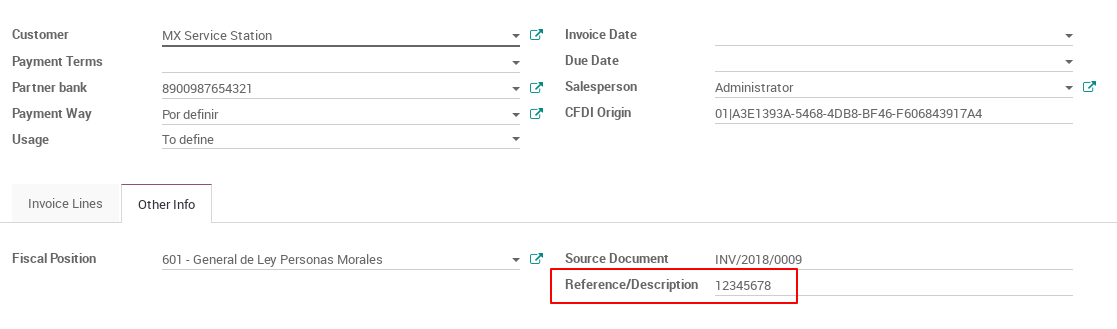 Customer MX Service Station
Invoice Date
Payment Terms
Due Date
Partner bank 8900987654321
Salesperson Administrator
Payment Way Por definir
CFDI Origin 01|A3E1393A-5468-4DB8-BF46-F606843917A4
Usage To define
Invoice Lines
Other Info
Fiscal Position 601 - General de Ley Personas Morales
Source Document INV/2018/0009
Reference/Description 12345678